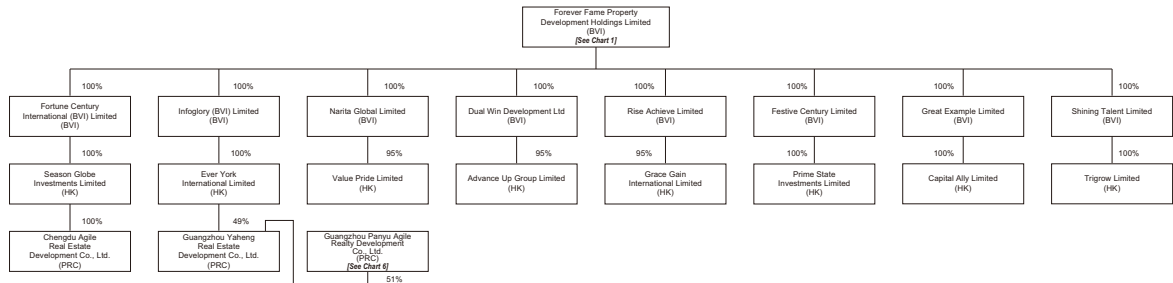 Forever Fame Property
Development Holdings Limited
(BVI)
[See Chart 1]
100%
100%
100%
100%
100%
100%
100%
100%
Fortune Century
International (BVI) Limited
(BVI)
Infoglory (BVI) Limited
(BVI)
Narita Global Limited
(BVI)
Dual Win Development Ltd
(BVI)
Rise Achieve Limited
(BVI)
Festive Century Limited
(BVI)
Great Example Limited
(BVI)
Shining Talent Limited
(BVI)
100%
100%
95%
95%
95%
100%
100%
100%
Season Globe
Investments Limited
(HK)
Ever York
International Limited
(HK)
Value Pride Limited
(HK)
Advance Up Group Limited
(HK)
Grace Gain
International Limited
(HK)
Prime State
Investments Limited
(HK)
Capital Ally Limited
(HK)
Trigrow Limited
(HK)
100%
49%
Chengdu Agile
Real Estate
Development Co., Ltd.
(PRC)
Guangzhou Yaheng
Real Estate
Development Co., Ltd.
(PRC)
Guangzhou Panyu Agile
Realty Development
Co., Ltd.
(PRC)
[See Chart 6]
51%